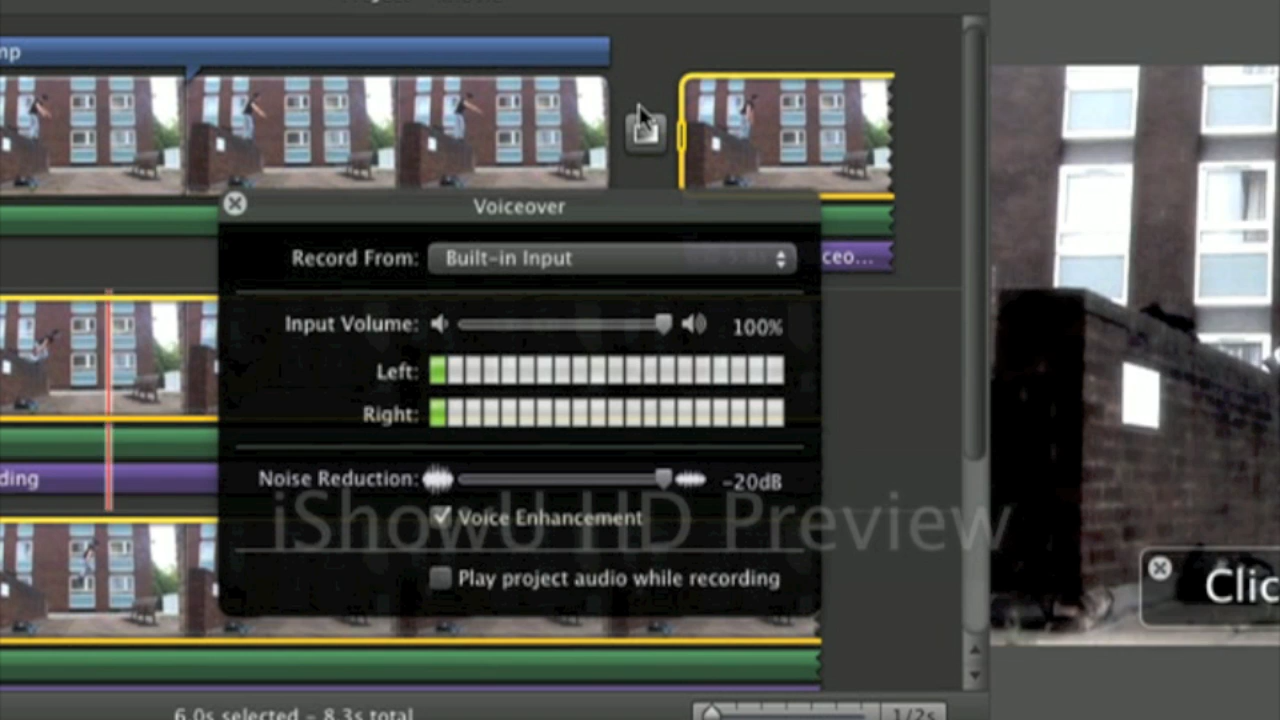 mp
Voiceover
Record From: Built-in Input
ceo...
Input Volume: 100%
Left:
Right:
ding
Noise Reduction: -20dB
iShowU HD Preview
Voice Enhancement
Play project audio while recording
Clic
6.0s selected - 8.3s total
1/2s